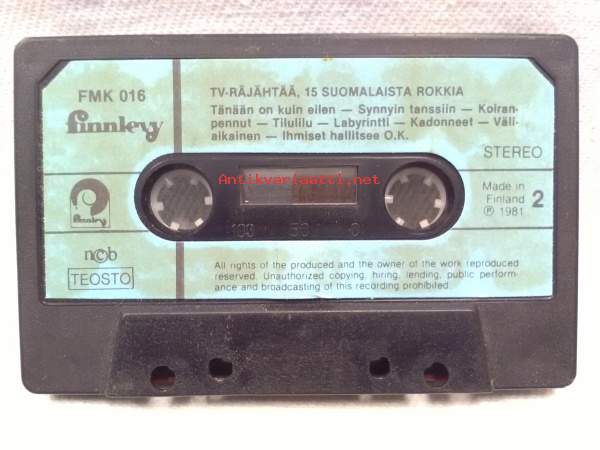 FMK 016
Finnlevy
TV-RÄJÄHTÄÄ, 15 SUOMALAISTA ROKKIA
Tänään on kuin eilen — Synnyin tanssiin — Koiran-
pennut — Tilulilu — Labyrintti — Kadonneet — Väli-
aikainen — Ihmiset hallitsee O.K.
STEREO
Antikvariaatti.net
finnlevy
Made in
Finland
℗ 1981
2
100 50 0
ncb
TEOSTO
All rights of the produced and the owner of the work reproduced
reserved. Unauthorized copying, hiring, lending, public perform-
ance and broadcasting of this recording prohibited